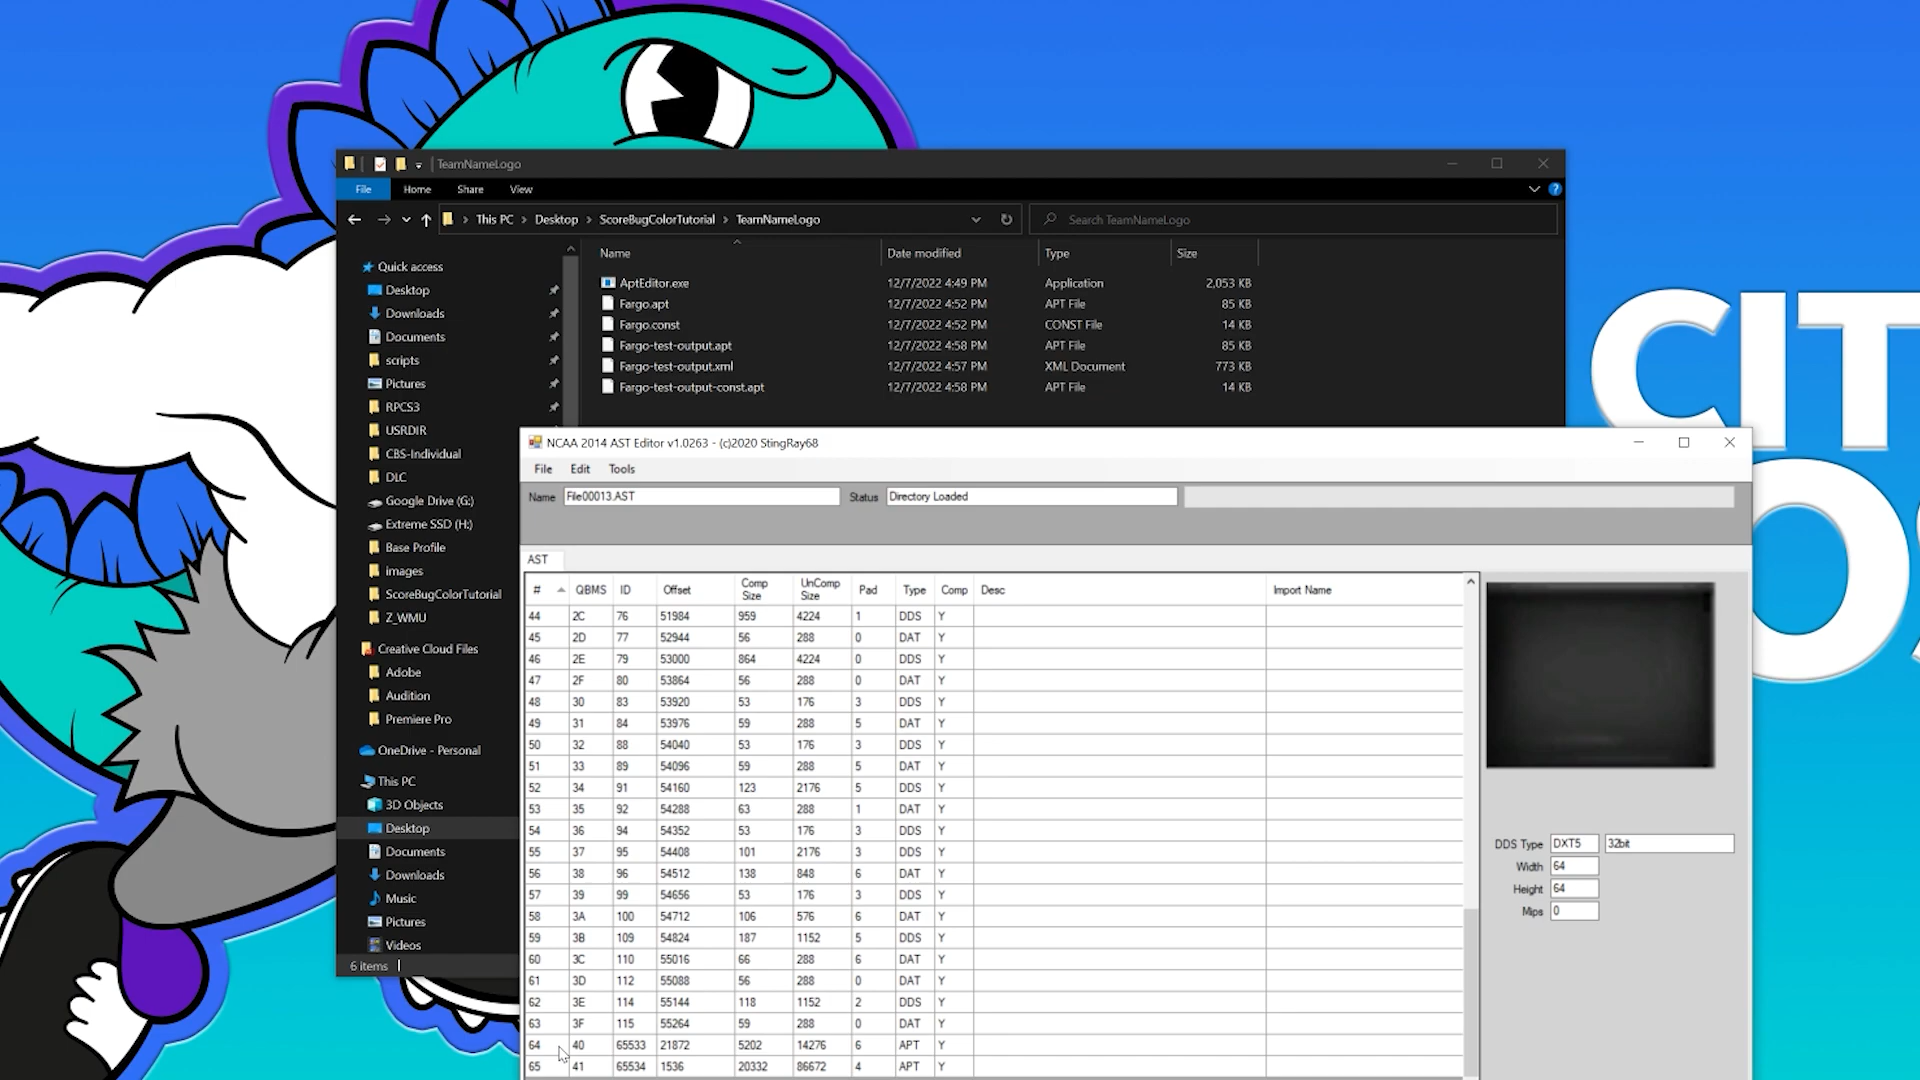 CIT
OS
TeamNameLogo
File Home Share View
This PC > Desktop > ScoreBugColorTutorial > TeamNameLogo
Search TeamNameLogo
Name Date modified Type Size
AptEditor.exe 12/7/2022 4:49 PM Application 2,053 KB
Fargo.apt 12/7/2022 4:52 PM APT File 85 KB
Fargo.const 12/7/2022 4:52 PM CONST File 14 KB
Fargo-test-output.apt 12/7/2022 4:58 PM APT File 85 KB
Fargo-test-output.xml 12/7/2022 4:57 PM XML Document 773 KB
Fargo-test-output-const.apt 12/7/2022 4:58 PM APT File 14 KB
Quick access
Desktop
Downloads
Documents
scripts
Pictures
RPCS3
USRDIR
CBS-Individual
DLC
Google Drive (G:)
Extreme SSD (H:)
Base Profile
images
ScoreBugColorTutorial
Z_WMU
Creative Cloud Files
Adobe
Audition
Premiere Pro
OneDrive - Personal
This PC
3D Objects
Desktop
Documents
Downloads
Music
Pictures
Videos
6 items
NCAA 2014 AST Editor v1.0263 - (c)2020 StingRay68
File Edit Tools
Name File00013.AST Status Directory Loaded
AST
# QBMS ID Offset Comp Size UnComp Size Pad Type Comp Desc Import Name
44 2C 76 51984 959 4224 1 DDS Y
45 2D 77 52944 56 288 0 DAT Y
46 2E 79 53000 864 4224 0 DDS Y
47 2F 80 53864 56 288 0 DAT Y
48 30 83 53920 53 176 3 DDS Y
49 31 84 53976 59 288 5 DAT Y
50 32 88 54040 53 176 3 DDS Y
51 33 89 54096 59 288 5 DAT Y
52 34 91 54160 123 2176 5 DDS Y
53 35 92 54288 63 288 1 DAT Y
54 36 94 54352 53 176 3 DDS Y
55 37 95 54408 101 2176 3 DDS Y
56 38 96 54512 138 848 6 DAT Y
57 39 99 54656 53 176 3 DDS Y
58 3A 100 54712 106 576 6 DAT Y
59 3B 109 54824 187 1152 5 DDS Y
60 3C 110 55016 66 288 6 DAT Y
61 3D 112 55088 56 288 0 DAT Y
62 3E 114 55144 118 1152 2 DDS Y
63 3F 115 55264 59 288 0 DAT Y
64 40 65533 21872 5202 14276 6 APT Y
65 41 65534 1536 20332 86672 4 APT Y
DDS Type DXT5 32bit
Width 64
Height 64
Mips 0